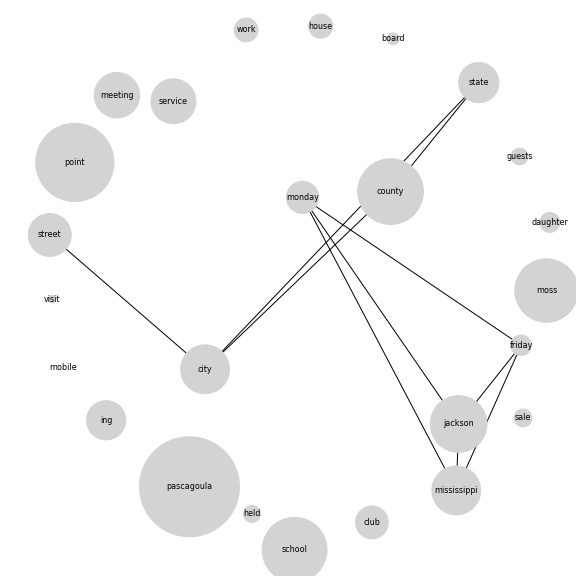 work
house
board
state
meeting
service
point
guests
county
monday
daughter
street
moss
visit
friday
mobile
city
ing
sale
jackson
pascagoula
mississippi
held
club
school